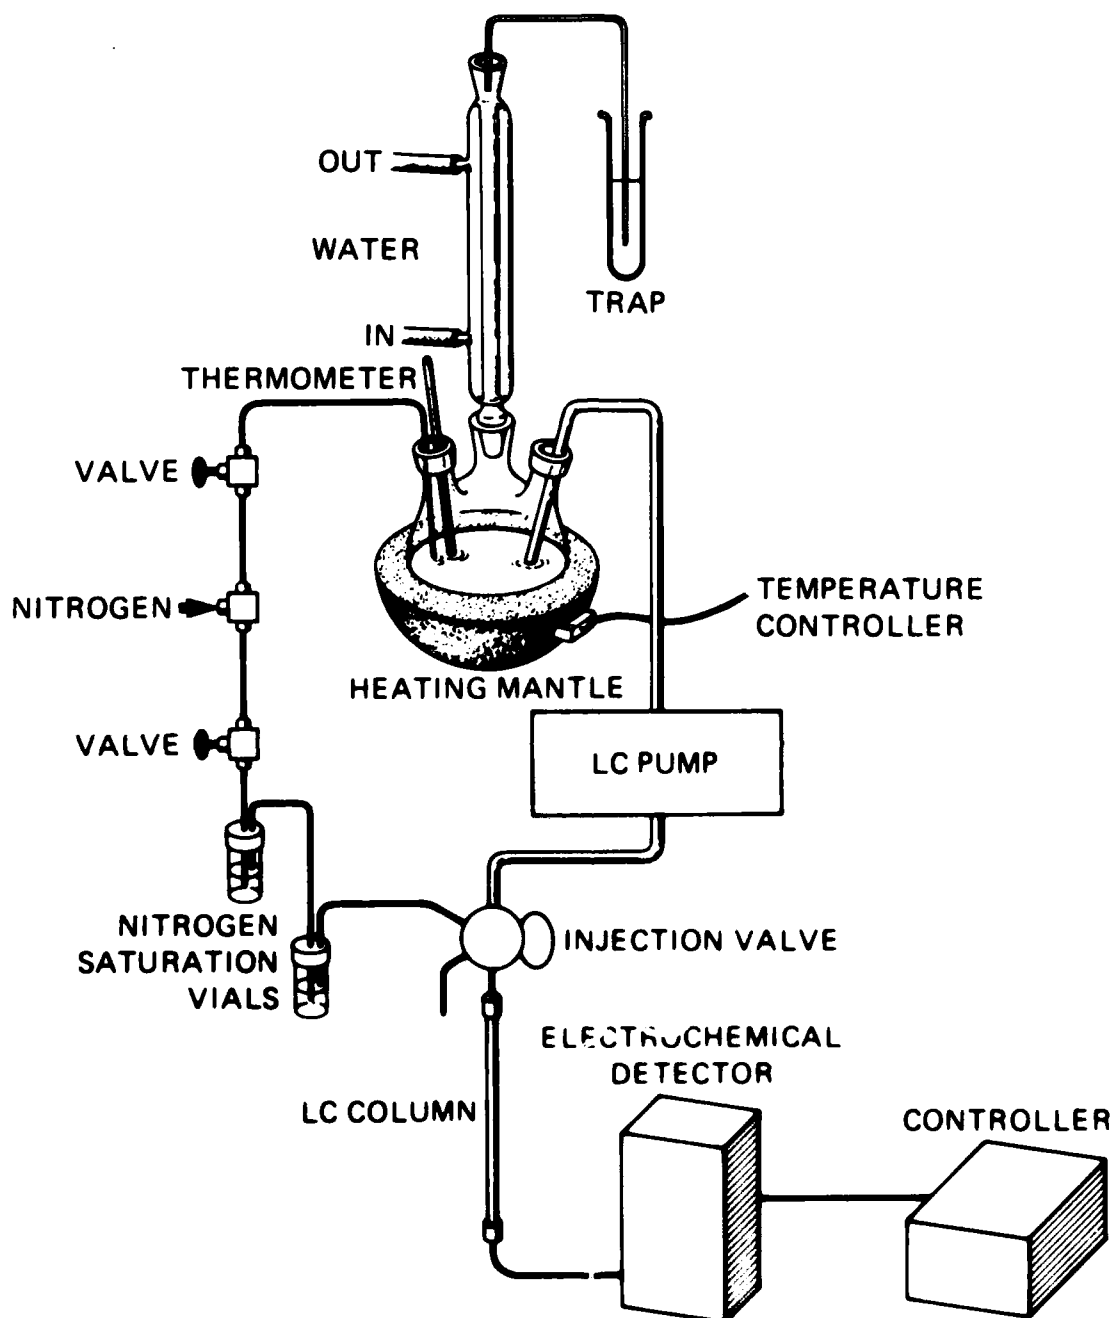 OUT
WATER
IN
TRAP
THERMOMETER
VALVE
NITROGEN
TEMPERATURE
CONTROLLER
HEATING MANTLE
VALVE
LC PUMP
NITROGEN
SATURATION
VIALS
INJECTION VALVE
ELECTROCHEMICAL
DETECTOR
LC COLUMN
CONTROLLER